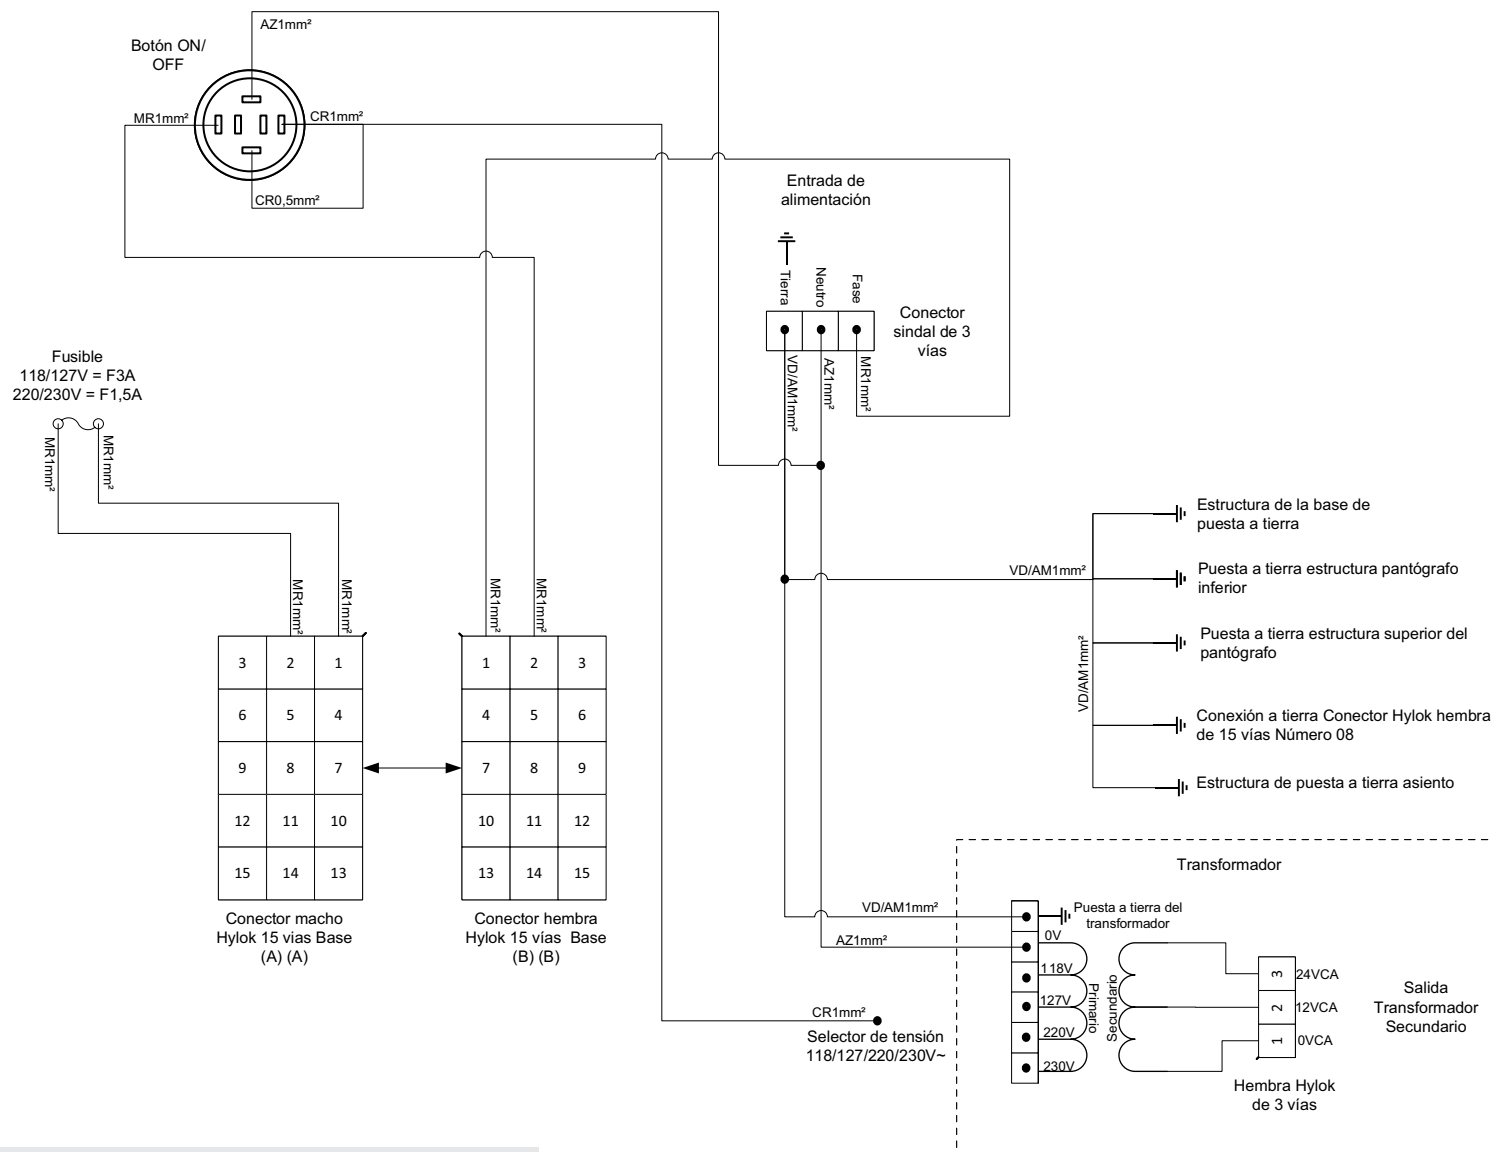 AZ1mm²
Botón ON/
OFF
MR1mm²
CR1mm²
CR0,5mm²
Entrada de
alimentación
Tierra
Neutro
Fase
Conector
sindal de 3
vías
VD/AM1mm²
AZ1mm²
MR1mm²
Fusible
118/127V = F3A
220/230V = F1,5A
MR1mm²
MR1mm²
MR1mm²
MR1mm²
MR1mm²
MR1mm²
3 2 1
6 5 4
9 8 7
12 11 10
15 14 13
Conector macho
Hylok 15 vias Base
(A) (A)
1 2 3
4 5 6
7 8 9
10 11 12
13 14 15
Conector hembra
Hylok 15 vías Base
(B) (B)
VD/AM1mm²
VD/AM1mm²
Estructura de la base de
puesta a tierra
Puesta a tierra estructura pantógrafo
inferior
Puesta a tierra estructura superior del
pantógrafo
Conexión a tierra Conector Hylok hembra
de 15 vías Número 08
Estructura de puesta a tierra asiento
Transformador
VD/AM1mm²
Puesta a tierra del
transformador
AZ1mm²
0V
118V
127V
220V
230V
Primario
Secundario
3
2
1
24VCA
12VCA
0VCA
Salida
Transformador
Secundario
Hembra Hylok
de 3 vías
CR1mm²
Selector de tensión
118/127/220/230V~